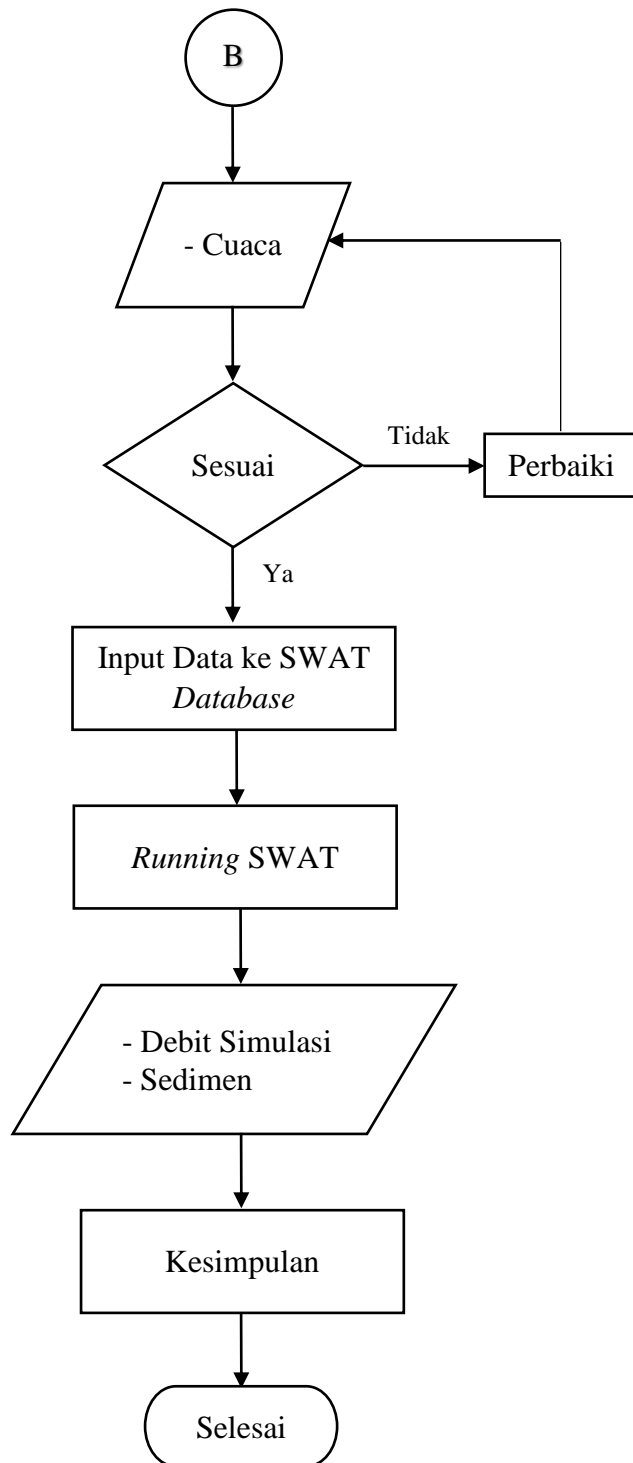 B
- Cuaca
Sesuai
Tidak
Perbaiki
Ya
Input Data ke SWAT
Database
Running SWAT
- Debit Simulasi
- Sedimen
Kesimpulan
Selesai